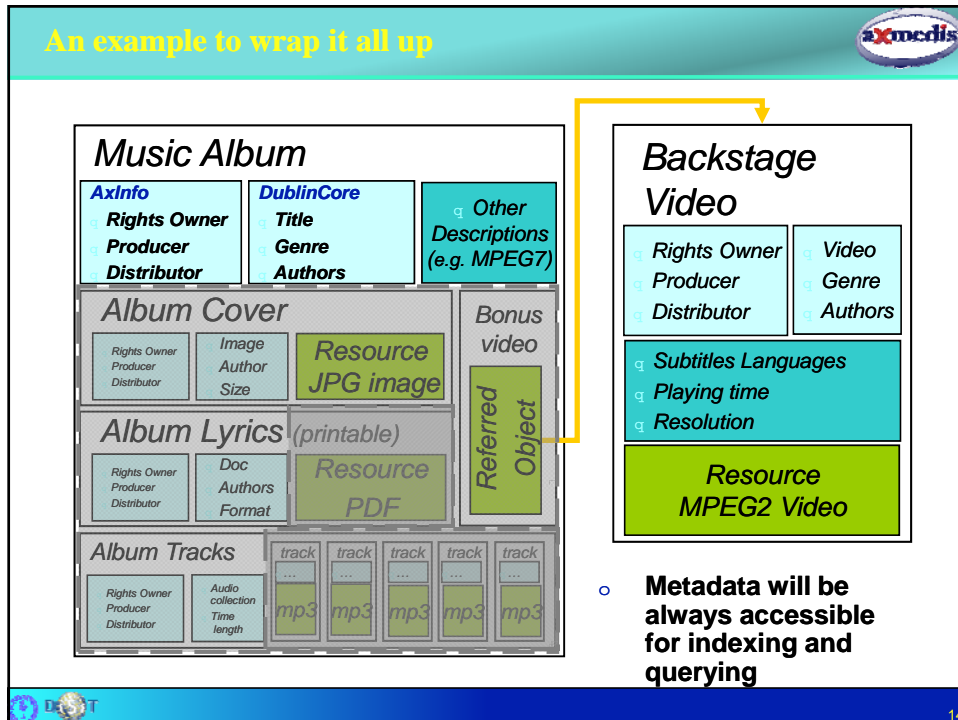 An example to wrap it all up
axmedis
Music Album
AxInfo
q Rights Owner
q Producer
q Distributor
DublinCore
q Title
q Genre
q Authors
q Other
Descriptions
(e.g. MPEG7)
Album Cover
Rights Owner
Producer
Distributor
Image
Author
Size
Resource
JPG image
Bonus
video
Referred
Object
Album Lyrics (printable)
Rights Owner
Producer
Distributor
Doc
Authors
Format
Resource
PDF
Album Tracks
Rights Owner
Producer
Distributor
Audio
collection
Time
length
track
...
mp3
track
...
mp3
track
...
mp3
track
...
mp3
track
...
mp3
Backstage
Video
q Rights Owner
q Producer
q Distributor
q Video
q Genre
q Authors
q Subtitles Languages
q Playing time
q Resolution
Resource
MPEG2 Video
o Metadata will be
always accessible
for indexing and
querying